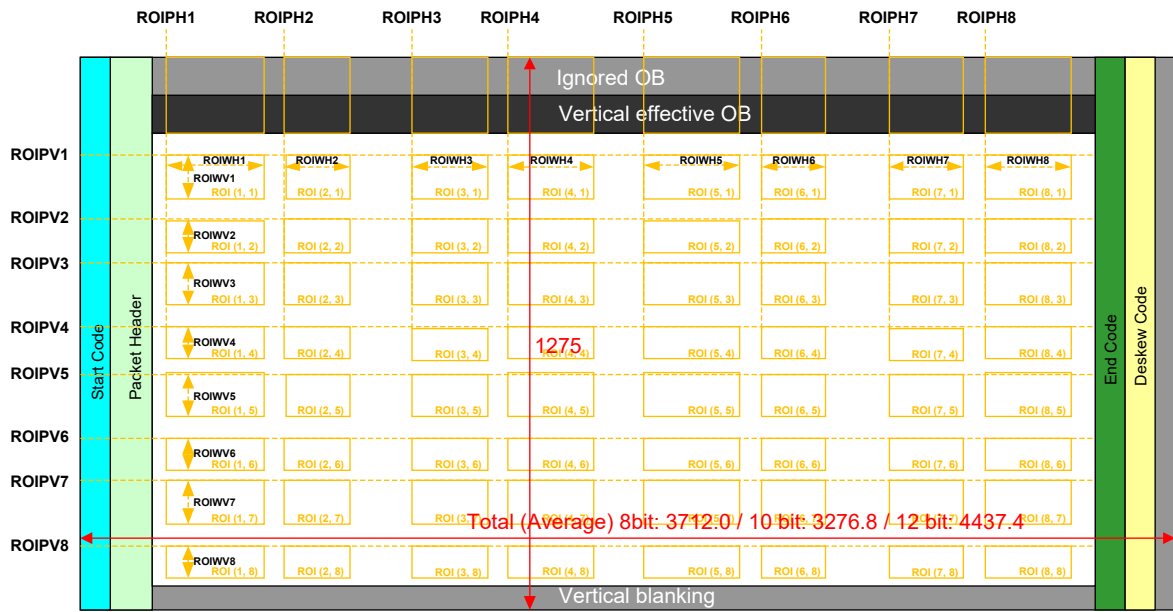 ROIPH1 ROIPH2 ROIPH3 ROIPH4 ROIPH5 ROIPH6 ROIPH7 ROIPH8
Ignored OB
Vertical effective OB
ROIPV1
ROIWH1 ROIWH2 ROIWH3 ROIWH4 ROIWH5 ROIWH6 ROIWH7 ROIWH8
ROIWV1
ROI (1, 1) ROI (2, 1) ROI (3, 1) ROI (4, 1) ROI (5, 1) ROI (6, 1) ROI (7, 1) ROI (8, 1)
ROIPV2
ROIWV2
ROI (1, 2) ROI (2, 2) ROI (3, 2) ROI (4, 2) ROI (5, 2) ROI (6, 2) ROI (7, 2) ROI (8, 2)
ROIPV3
ROIWV3
ROI (1, 3) ROI (2, 3) ROI (3, 3) ROI (4, 3) ROI (5, 3) ROI (6, 3) ROI (7, 3) ROI (8, 3)
ROIPV4
ROIWV4
1275
ROI (1, 4) ROI (2, 4) ROI (3, 4) ROI (4, 4) ROI (5, 4) ROI (6, 4) ROI (7, 4) ROI (8, 4)
Start Code
Packet Header
End Code
Deskew Code
ROIPV5
ROIWV5
ROI (1, 5) ROI (2, 5) ROI (3, 5) ROI (4, 5) ROI (5, 5) ROI (6, 5) ROI (7, 5) ROI (8, 5)
ROIPV6
ROIWV6
ROI (1, 6) ROI (2, 6) ROI (3, 6) ROI (4, 6) ROI (5, 6) ROI (6, 6) ROI (7, 6) ROI (8, 6)
ROIPV7
ROIWV7
ROI (1, 7) ROI (2, 7) ROI (7, 7) ROI (8, 7)
Total (Average) 8bit: 3712.0 / 10 bit: 3276.8 / 12 bit: 4437.4
ROIPV8
ROIWV8
ROI (1, 8) ROI (2, 8) ROI (3, 8) ROI (4, 8) ROI (5, 8) ROI (6, 8) ROI (7, 8) ROI (8, 8)
Vertical blanking